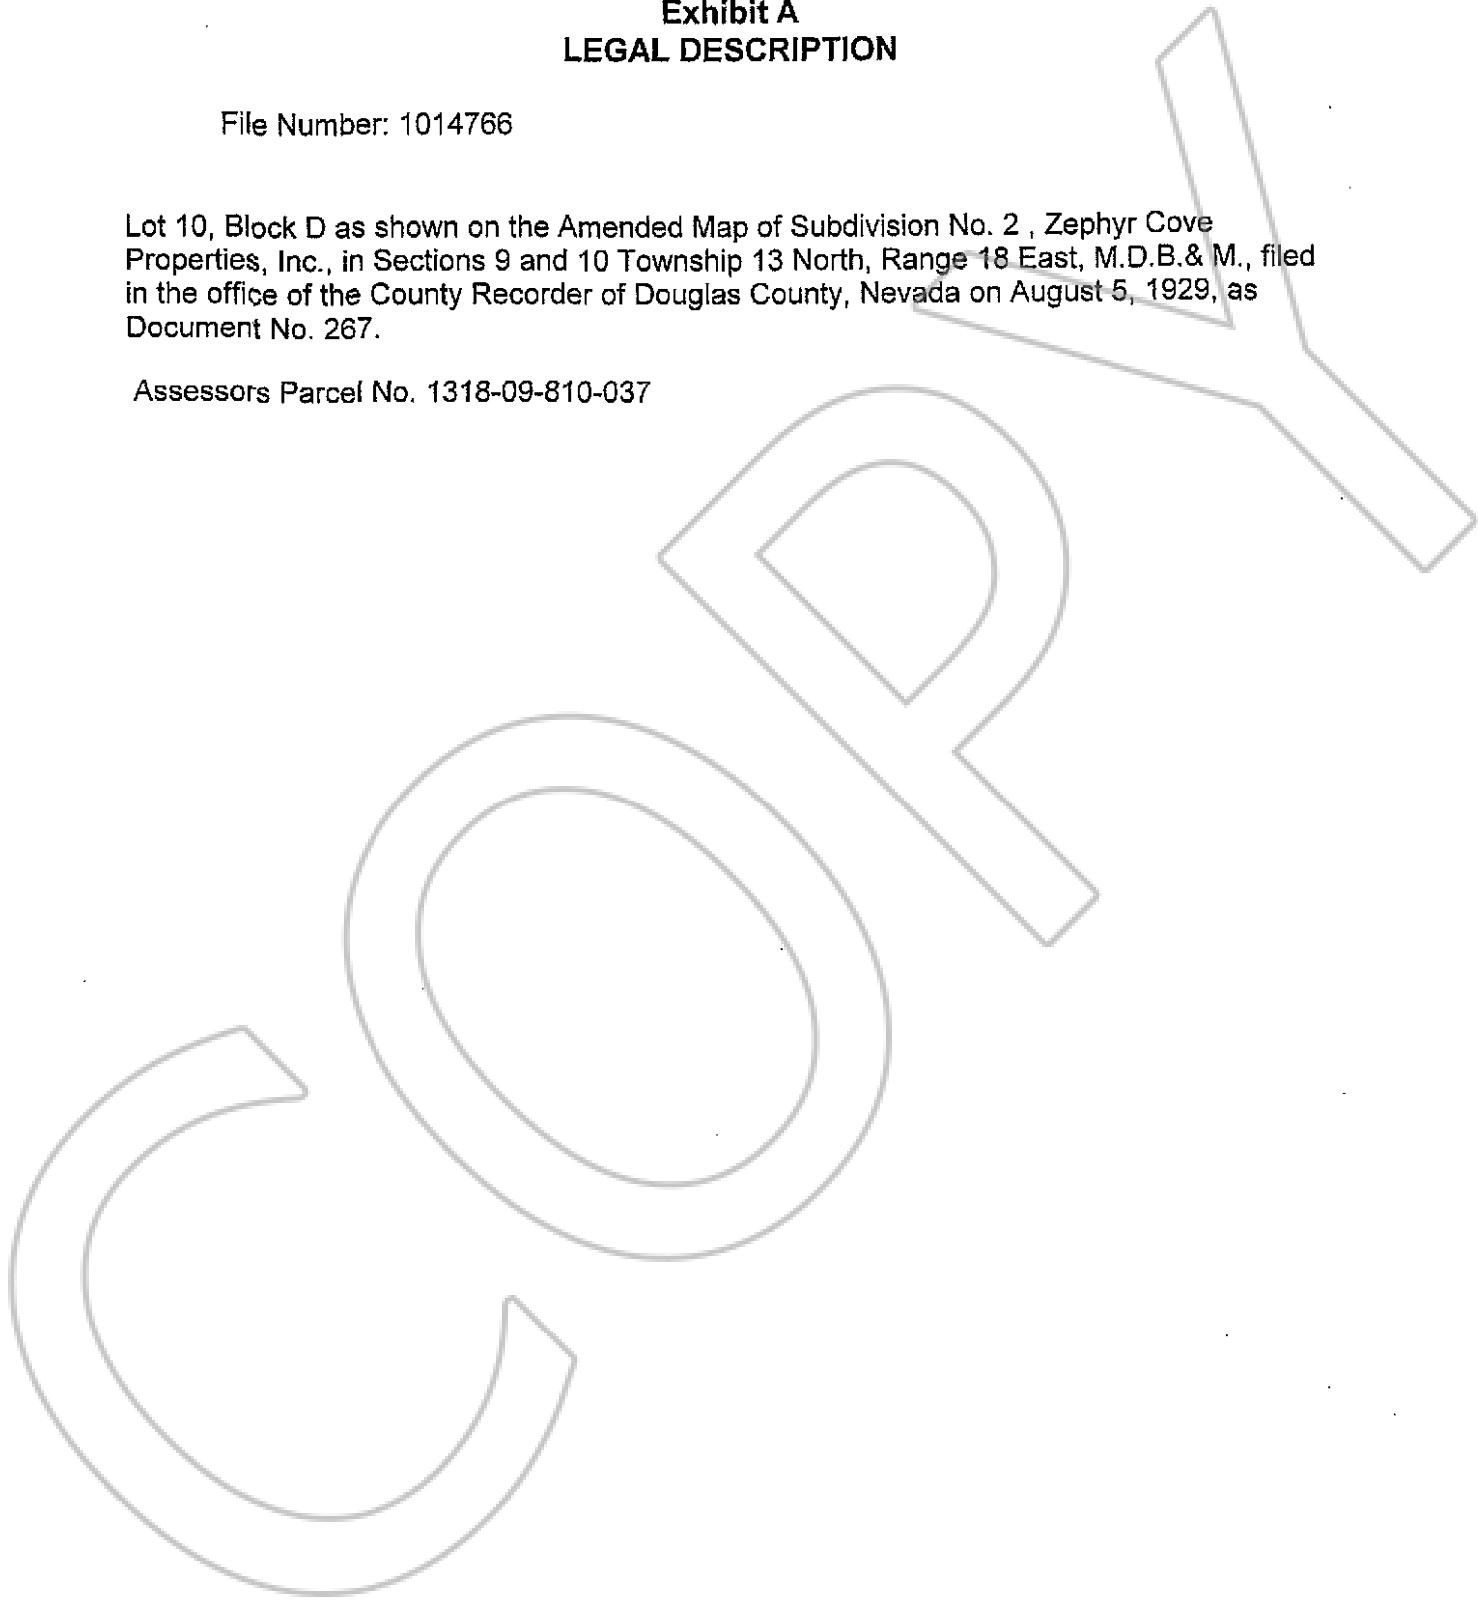 Exhibit A
LEGAL DESCRIPTION
File Number: 1014766
Lot 10, Block D as shown on the Amended Map of Subdivision No. 2 , Zephyr Cove
Properties, Inc., in Sections 9 and 10 Township 13 North, Range 18 East, M.D.B.& M., filed
in the office of the County Recorder of Douglas County, Nevada on August 5, 1929, as
Document No. 267.
Assessors Parcel No. 1318-09-810-037
COPY